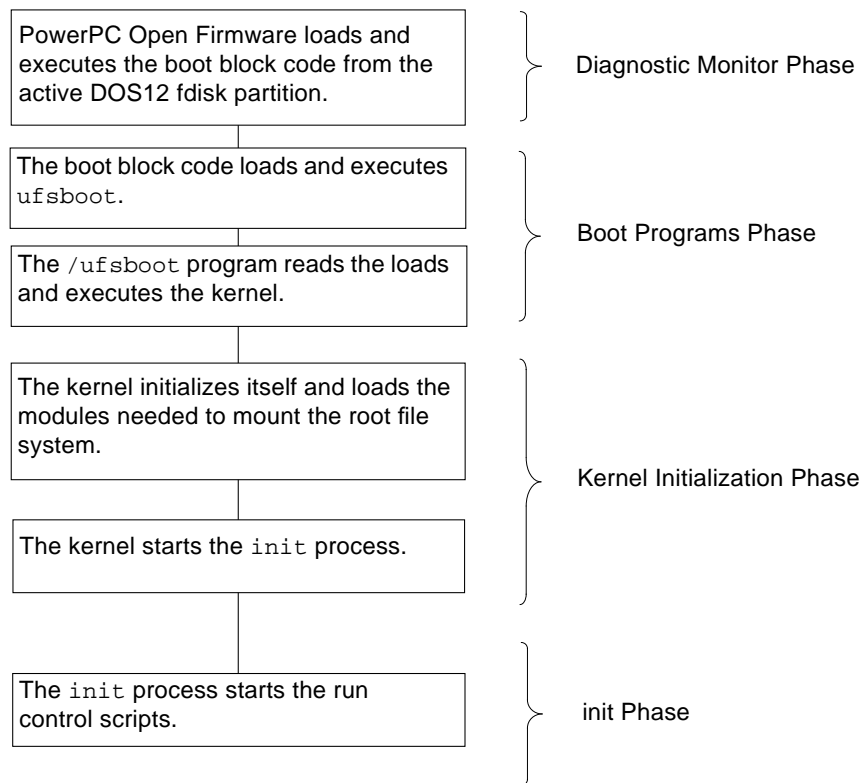 PowerPC Open Firmware loads and
executes the boot block code from the
active DOS12 fdisk partition.
Diagnostic Monitor Phase
The boot block code loads and executes
ufsboot.
Boot Programs Phase
The /ufsboot program reads the loads
and executes the kernel.
The kernel initializes itself and loads the
modules needed to mount the root file
system.
Kernel Initialization Phase
The kernel starts the init process.
The init process starts the run
control scripts.
init Phase